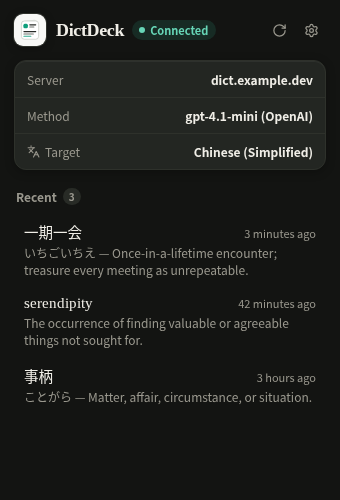 DictDeck
Connected
Server dict.example.dev
Method gpt-4.1-mini (OpenAI)
Target Chinese (Simplified)
Recent 3
一期一会 3 minutes ago
いちごいちえ — Once-in-a-lifetime encounter;
treasure every meeting as unrepeatable.
serendipity 42 minutes ago
The occurrence of finding valuable or agreeable
things not sought for.
事柄 3 hours ago
ことがら — Matter, affair, circumstance, or situation.